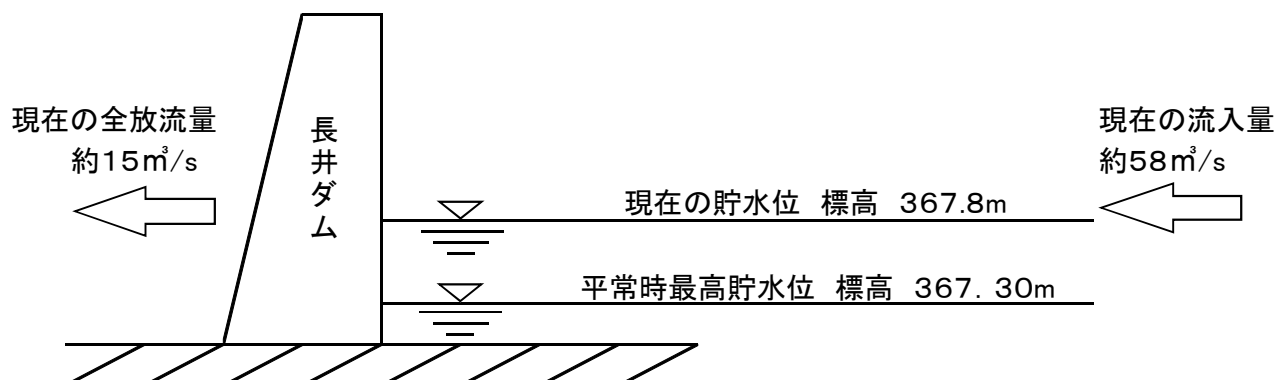 現在の全放流量
約15㎥/s
長井ダム
現在の流入量
約58㎥/s
現在の貯水位 標高 367.8m
平常時最高貯水位 標高 367.30m